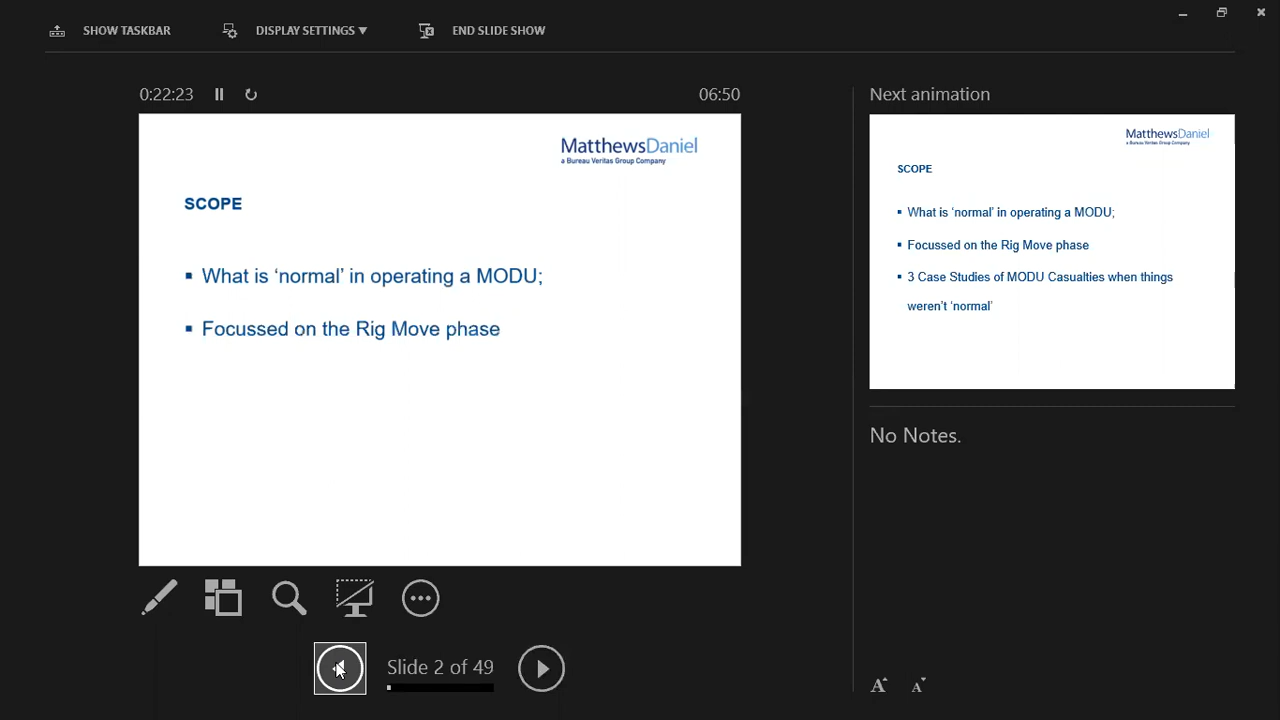 SHOW TASKBAR
DISPLAY SETTINGS ▼
END SLIDE SHOW
0:22:23
06:50
MatthewsDaniel
a Bureau Veritas Group Company
SCOPE
▪ What is ‘normal’ in operating a MODU;
▪ Focussed on the Rig Move phase
Slide 2 of 49
Next animation
MatthewsDaniel
a Bureau Veritas Group Company
SCOPE
▪ What is ‘normal’ in operating a MODU;
▪ Focussed on the Rig Move phase
▪ 3 Case Studies of MODU Casualties when things
weren’t ‘normal’
No Notes.
A A